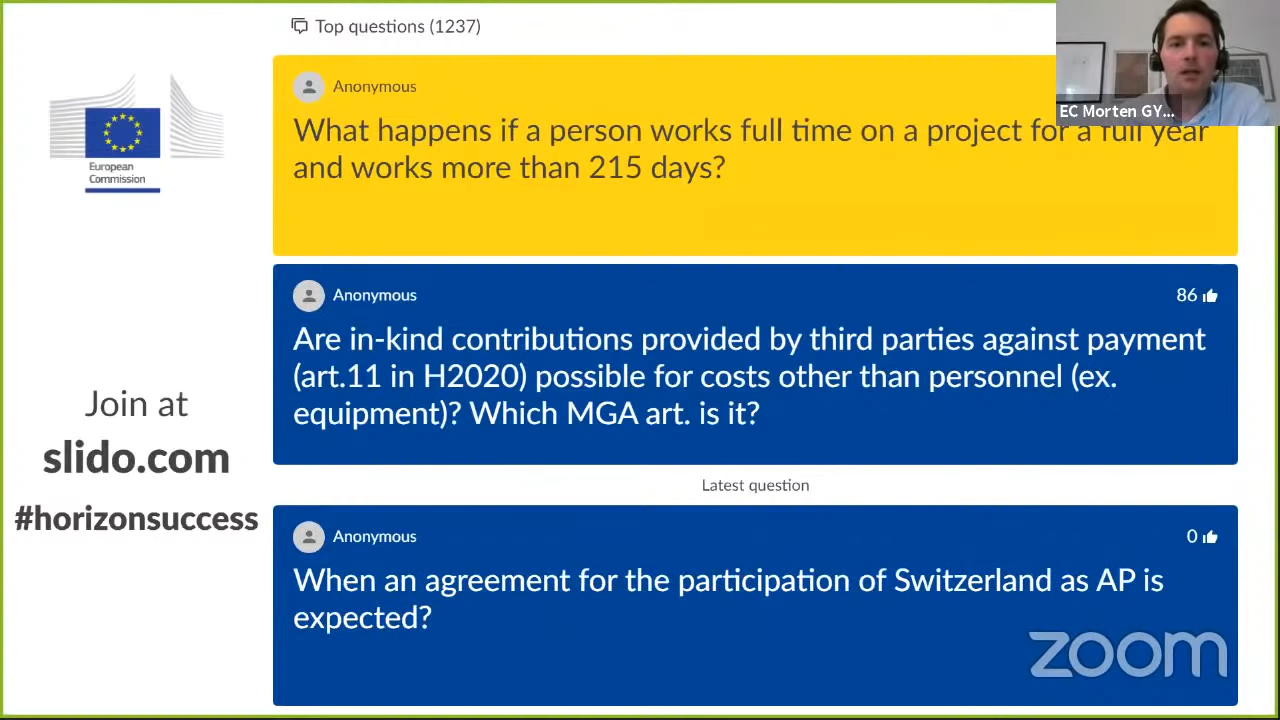 Top questions (1237)
Anonymous
What happens if a person works full time on a project for a full year
and works more than 215 days?
EC Morten GY...
European
Commission
Anonymous
86
Are in-kind contributions provided by third parties against payment
(art.11 in H2020) possible for costs other than personnel (ex.
equipment)? Which MGA art. is it?
Join at
slido.com
#horizonsuccess
Latest question
Anonymous
0
When an agreement for the participation of Switzerland as AP is
expected?
zoom